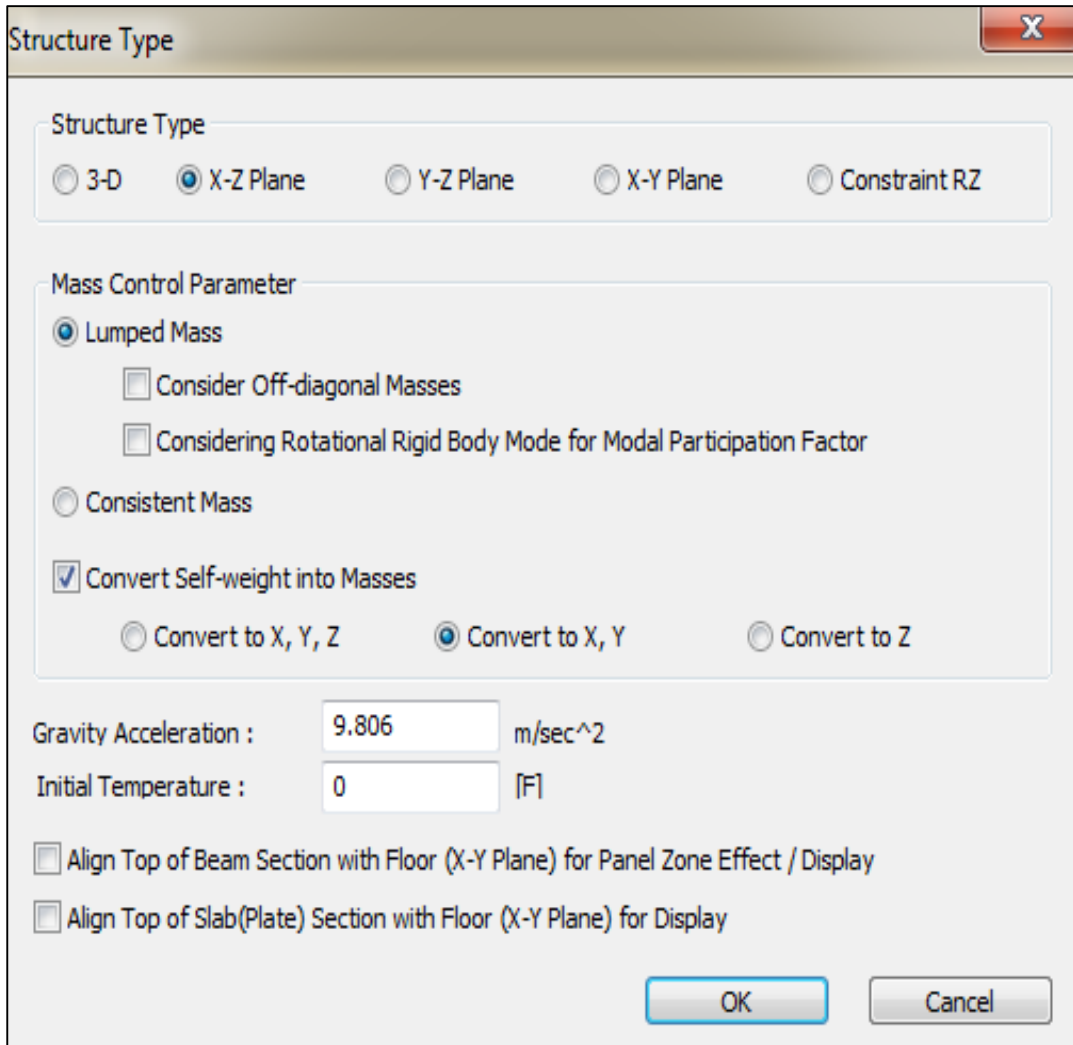 Structure Type
Structure Type
3-D X-Z Plane Y-Z Plane X-Y Plane Constraint RZ
Mass Control Parameter
Lumped Mass
Consider Off-diagonal Masses
Considering Rotational Rigid Body Mode for Modal Participation Factor
Consistent Mass
Convert Self-weight into Masses
Convert to X, Y, Z Convert to X, Y Convert to Z
Gravity Acceleration : 9.806 m/sec^2
Initial Temperature : 0 [F]
Align Top of Beam Section with Floor (X-Y Plane) for Panel Zone Effect / Display
Align Top of Slab(Plate) Section with Floor (X-Y Plane) for Display
OK Cancel